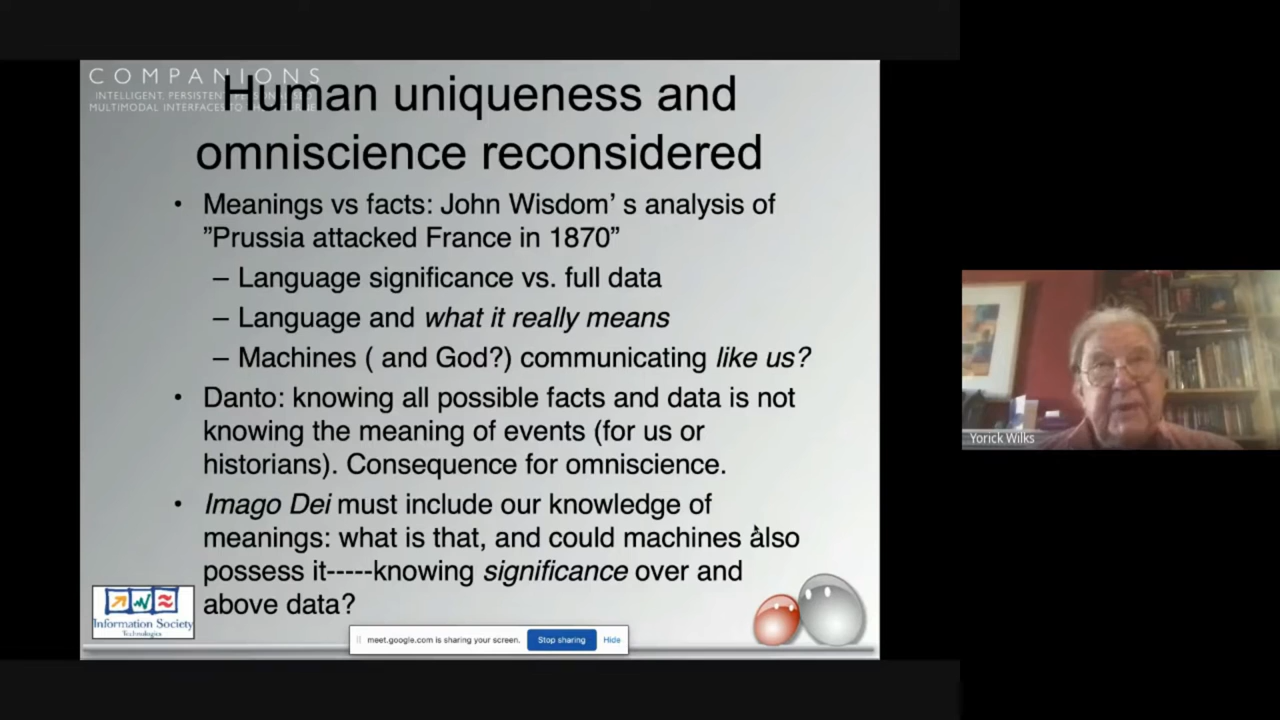 COMPANIONS
INTELLIGENT, PERSISTENT, PERSONALISED
MULTIMODAL INTERFACES TO
Human uniqueness and
omniscience reconsidered
• Meanings vs facts: John Wisdom’ s analysis of
”Prussia attacked France in 1870”
– Language significance vs. full data
– Language and what it really means
– Machines ( and God?) communicating like us?
• Danto: knowing all possible facts and data is not
knowing the meaning of events (for us or
historians). Consequence for omniscience.
• Imago Dei must include our knowledge of
meanings: what is that, and could machines also
possess it-----knowing significance over and
above data?
Information Society
Technologies
meet.google.com is sharing your screen. Stop sharing Hide
Yorick Wilks